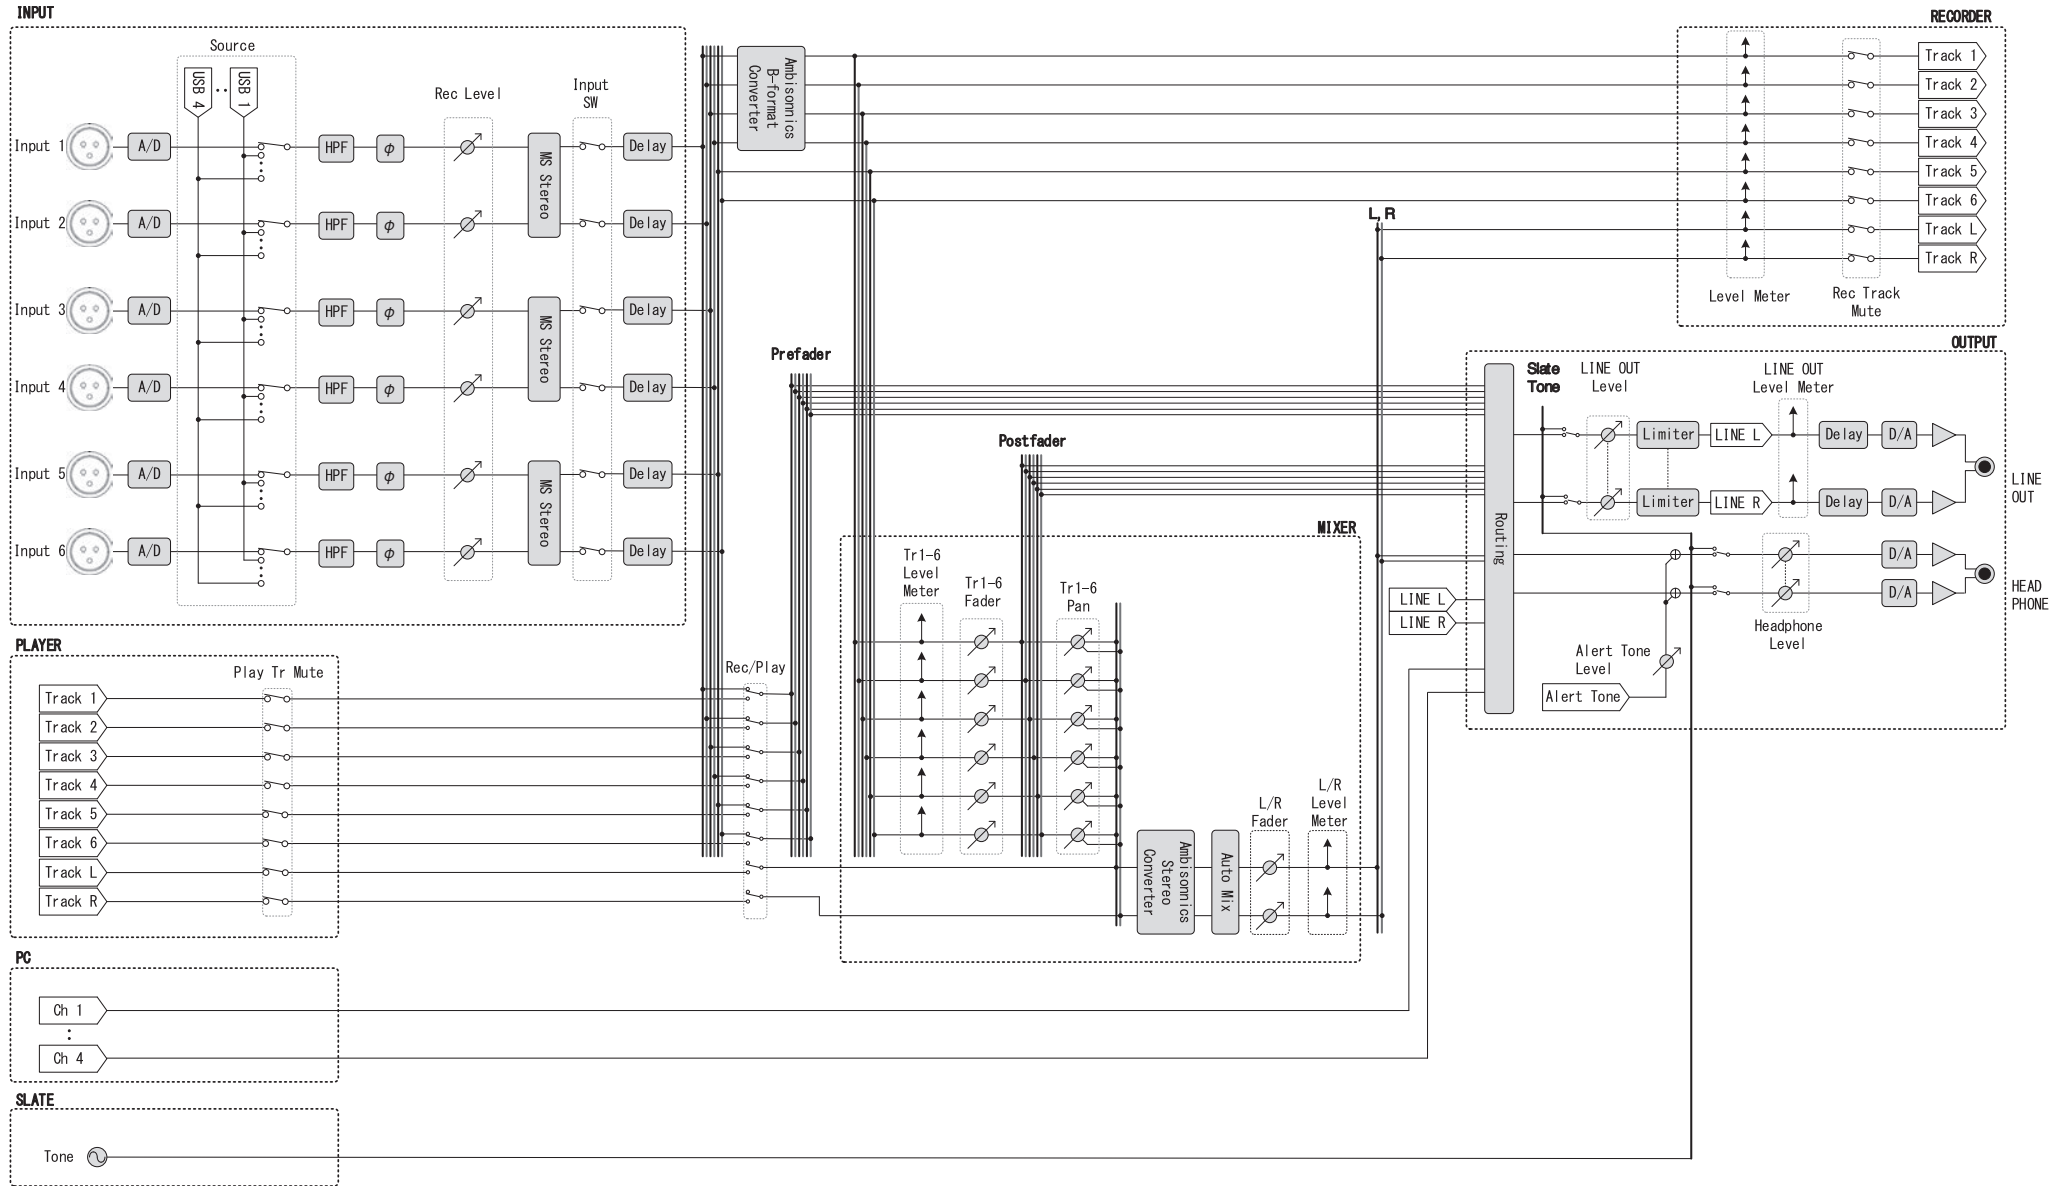 INPUT
Source
USB 4
USB 1
Rec Level
Input
SW
Input 1
A/D
HPF
φ
MS Stereo
Delay
Input 2
A/D
HPF
φ
Delay
Input 3
A/D
HPF
φ
MS Stereo
Delay
Input 4
A/D
HPF
φ
Delay
Input 5
A/D
HPF
φ
MS Stereo
Delay
Input 6
A/D
HPF
φ
Delay
Ambisonnics
B-format
Converter
RECORDER
Track 1
Track 2
Track 3
Track 4
Track 5
Track 6
Track L
Track R
Level Meter
Rec Track
Mute
L, R
Prefader
Postfader
OUTPUT
Slate
Tone
LINE OUT
Level
LINE OUT
Level Meter
Routing
Limiter
LINE L
Delay
D/A
Limiter
LINE R
Delay
D/A
LINE
OUT
D/A
D/A
HEAD
PHONE
Headphone
Level
LINE L
LINE R
Alert Tone
Level
Alert Tone
MIXER
Tr1-6
Level
Meter
Tr1-6
Fader
Tr1-6
Pan
Ambisonnics
Stereo
Converter
Auto Mix
L/R
Fader
L/R
Level
Meter
PLAYER
Play Tr Mute
Rec/Play
Track 1
Track 2
Track 3
Track 4
Track 5
Track 6
Track L
Track R
PC
Ch 1
Ch 4
SLATE
Tone